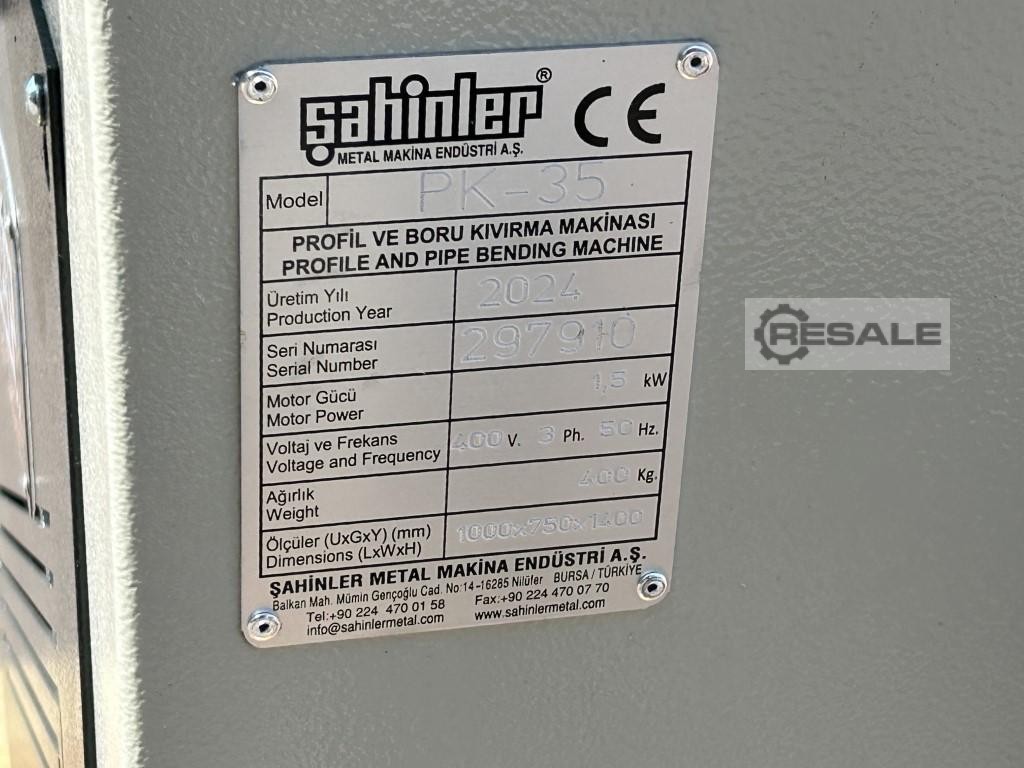 şahinler ® CE
METAL MAKİNA ENDÜSTRİ A.Ş.
Model PK-35
PROFİL VE BORU KIVIRMA MAKİNASI
PROFILE AND PIPE BENDING MACHINE
Üretim Yılı
Production Year 2024
Seri Numarası
Serial Number 297910
Motor Gücü
Motor Power 1,5 kW
Voltaj ve Frekans
Voltage and Frequency 400 V. 3 Ph. 50 Hz.
Ağırlık
Weight 400 Kg.
Ölçüler (UxGxY) (mm)
Dimensions (LxWxH) 1000x750x1400
ŞAHİNLER METAL MAKİNA ENDÜSTRİ A.Ş.
Balkan Mah. Mümin Gençoğlu Cad. No:14-16285 Nilüfer BURSA / TÜRKİYE
Tel:+90 224 470 01 58 Fax:+90 224 470 07 70
info@sahinlermetal.com www.sahinlermetal.com
RESALE